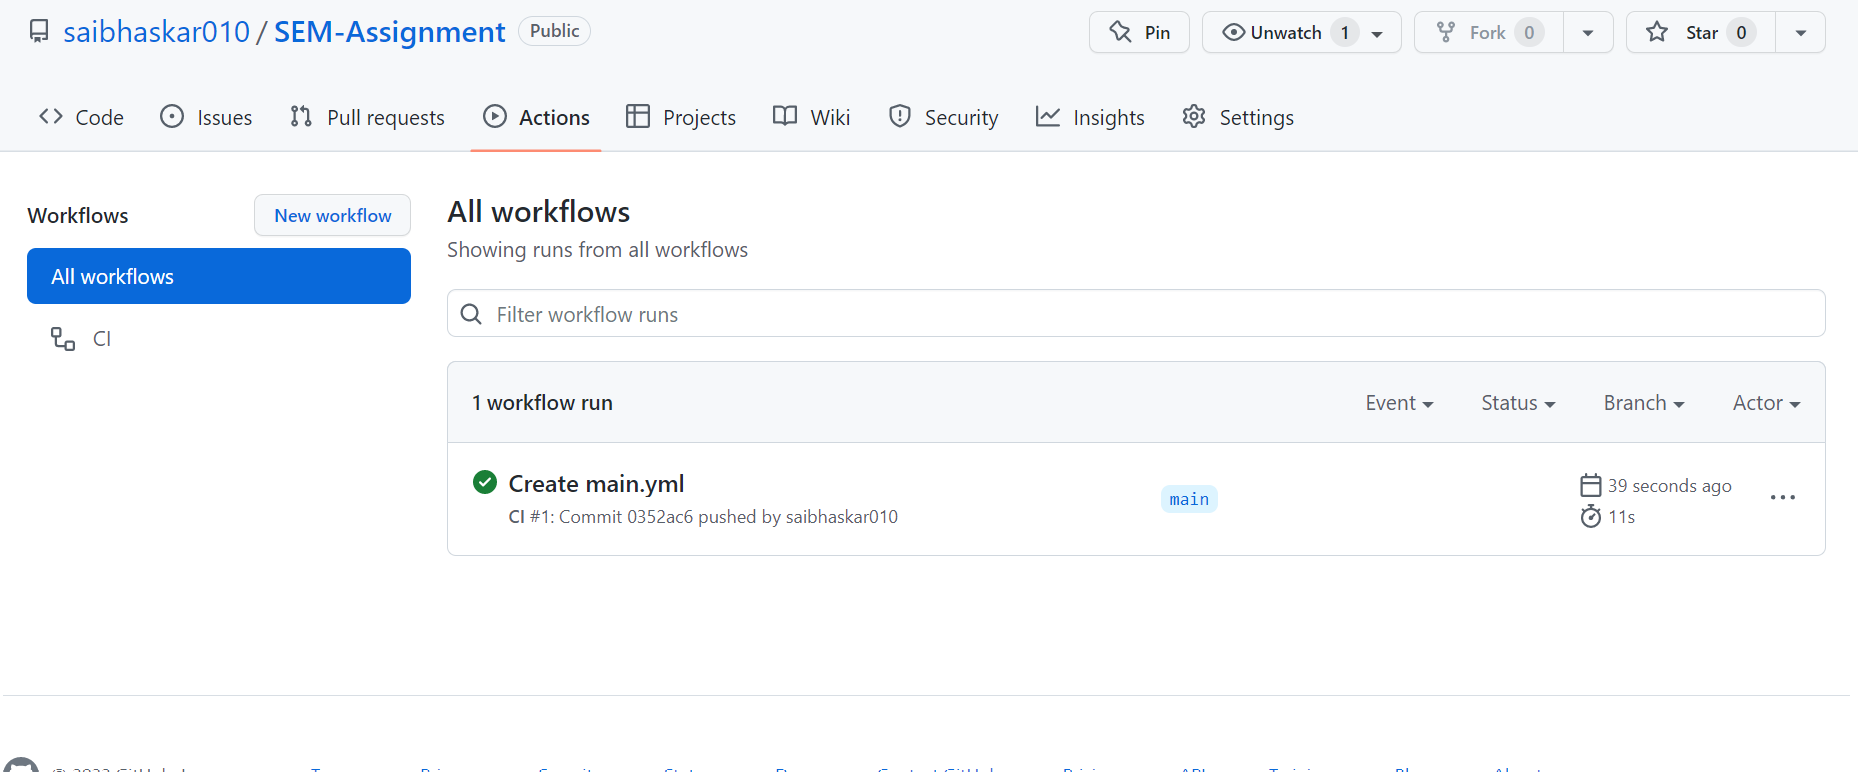 saibhaskar010 / SEM-Assignment Public Pin Unwatch 1 Fork 0 Star 0
Code Issues Pull requests Actions Projects Wiki Security Insights Settings
Workflows New workflow
All workflows
CI
All workflows
Showing runs from all workflows
Filter workflow runs
1 workflow run Event Status Branch Actor
Create main.yml main 39 seconds ago
CI #1: Commit 0352ac6 pushed by saibhaskar010 11s